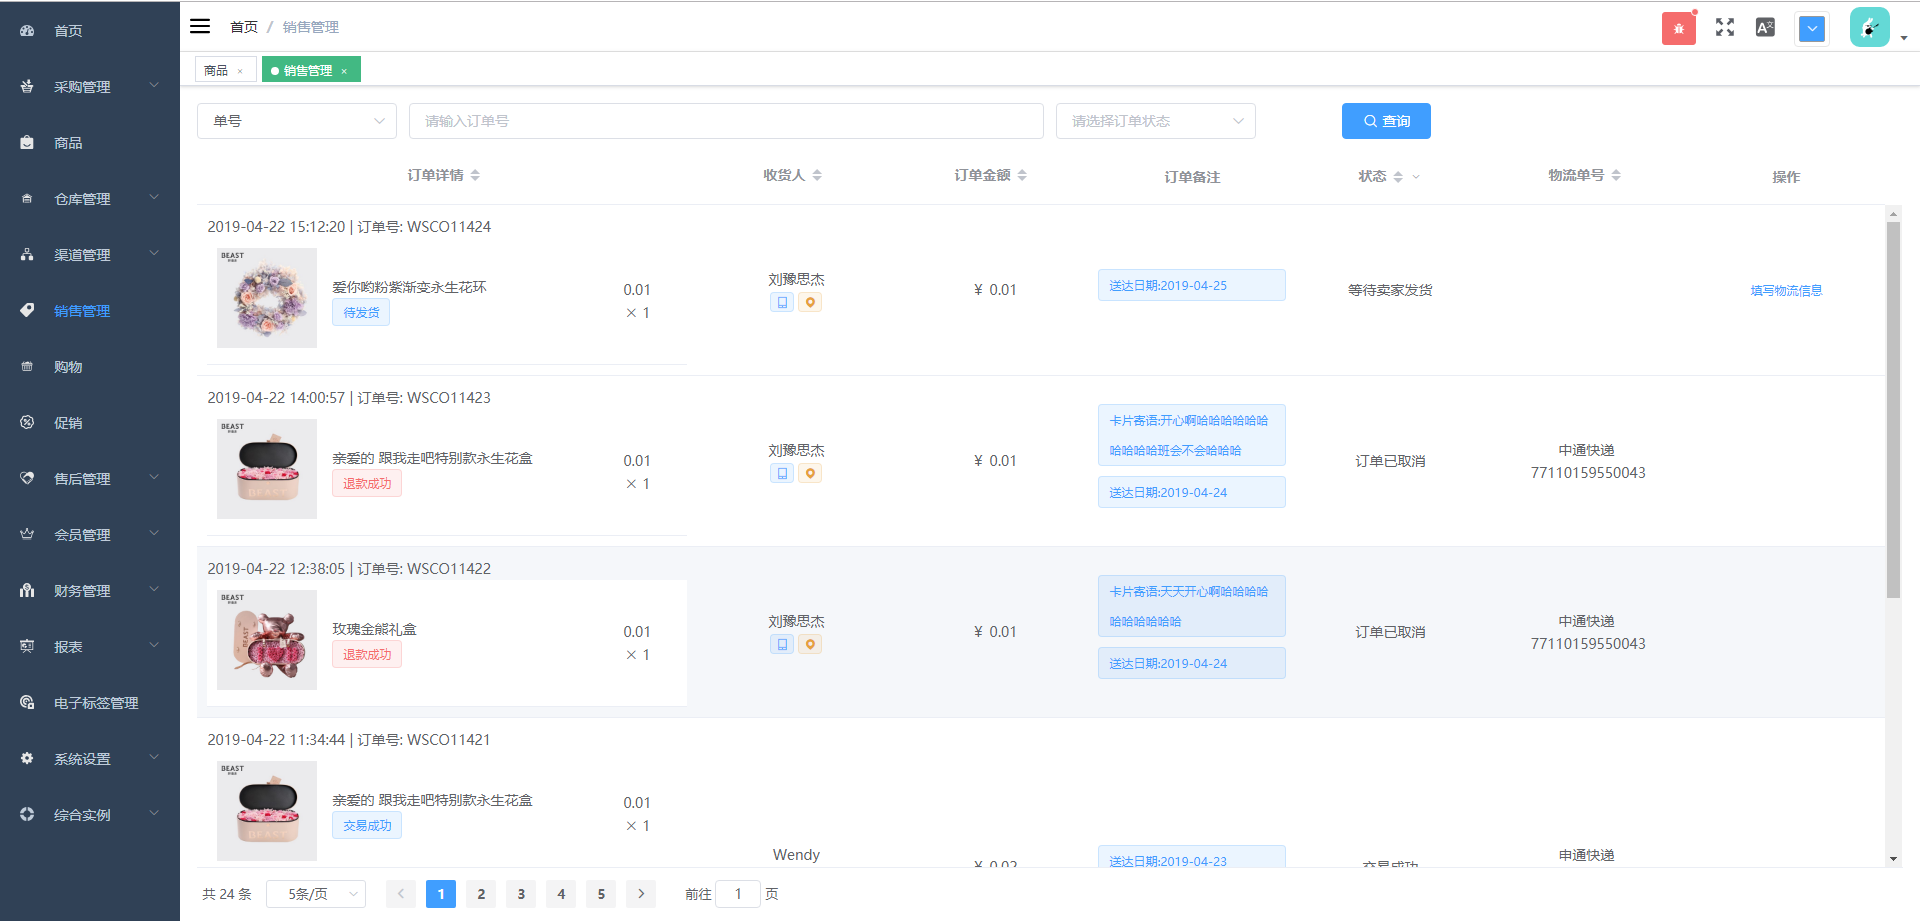 首页
采购管理
商品
仓库管理
渠道管理
销售管理
购物
促销
售后管理
会员管理
财务管理
报表
电子标签管理
系统设置
综合实例
首页 / 销售管理
商品 × 销售管理 ×
单号 请输入订单号 请选择订单状态 查询
订单详情 收货人 订单金额 订单备注 状态 物流单号 操作
2019-04-22 15:12:20 | 订单号: WSCO11424
BEAST
爱你哟粉紫渐变永生花环
待发货
0.01
× 1
刘豫思杰
¥ 0.01
送达日期:2019-04-25
等待卖家发货
填写物流信息
2019-04-22 14:00:57 | 订单号: WSCO11423
BEAST
亲爱的 跟我走吧特别款永生花盒
退款成功
0.01
× 1
刘豫思杰
¥ 0.01
卡片寄语:开心啊哈哈哈哈哈哈
哈哈哈哈班会不会哈哈哈
送达日期:2019-04-24
订单已取消
中通快递
77110159550043
2019-04-22 12:38:05 | 订单号: WSCO11422
BEAST
玫瑰金熊礼盒
退款成功
0.01
× 1
刘豫思杰
¥ 0.01
卡片寄语:天天开心啊哈哈哈哈
哈哈哈哈哈哈
送达日期:2019-04-24
订单已取消
中通快递
77110159550043
2019-04-22 11:34:44 | 订单号: WSCO11421
BEAST
亲爱的 跟我走吧特别款永生花盒
交易成功
0.01
× 1
Wendy
¥ 0.02
送达日期:2019-04-23
交易成功
申通快递
共 24 条 5条/页 < 1 2 3 4 5 > 前往 1 页